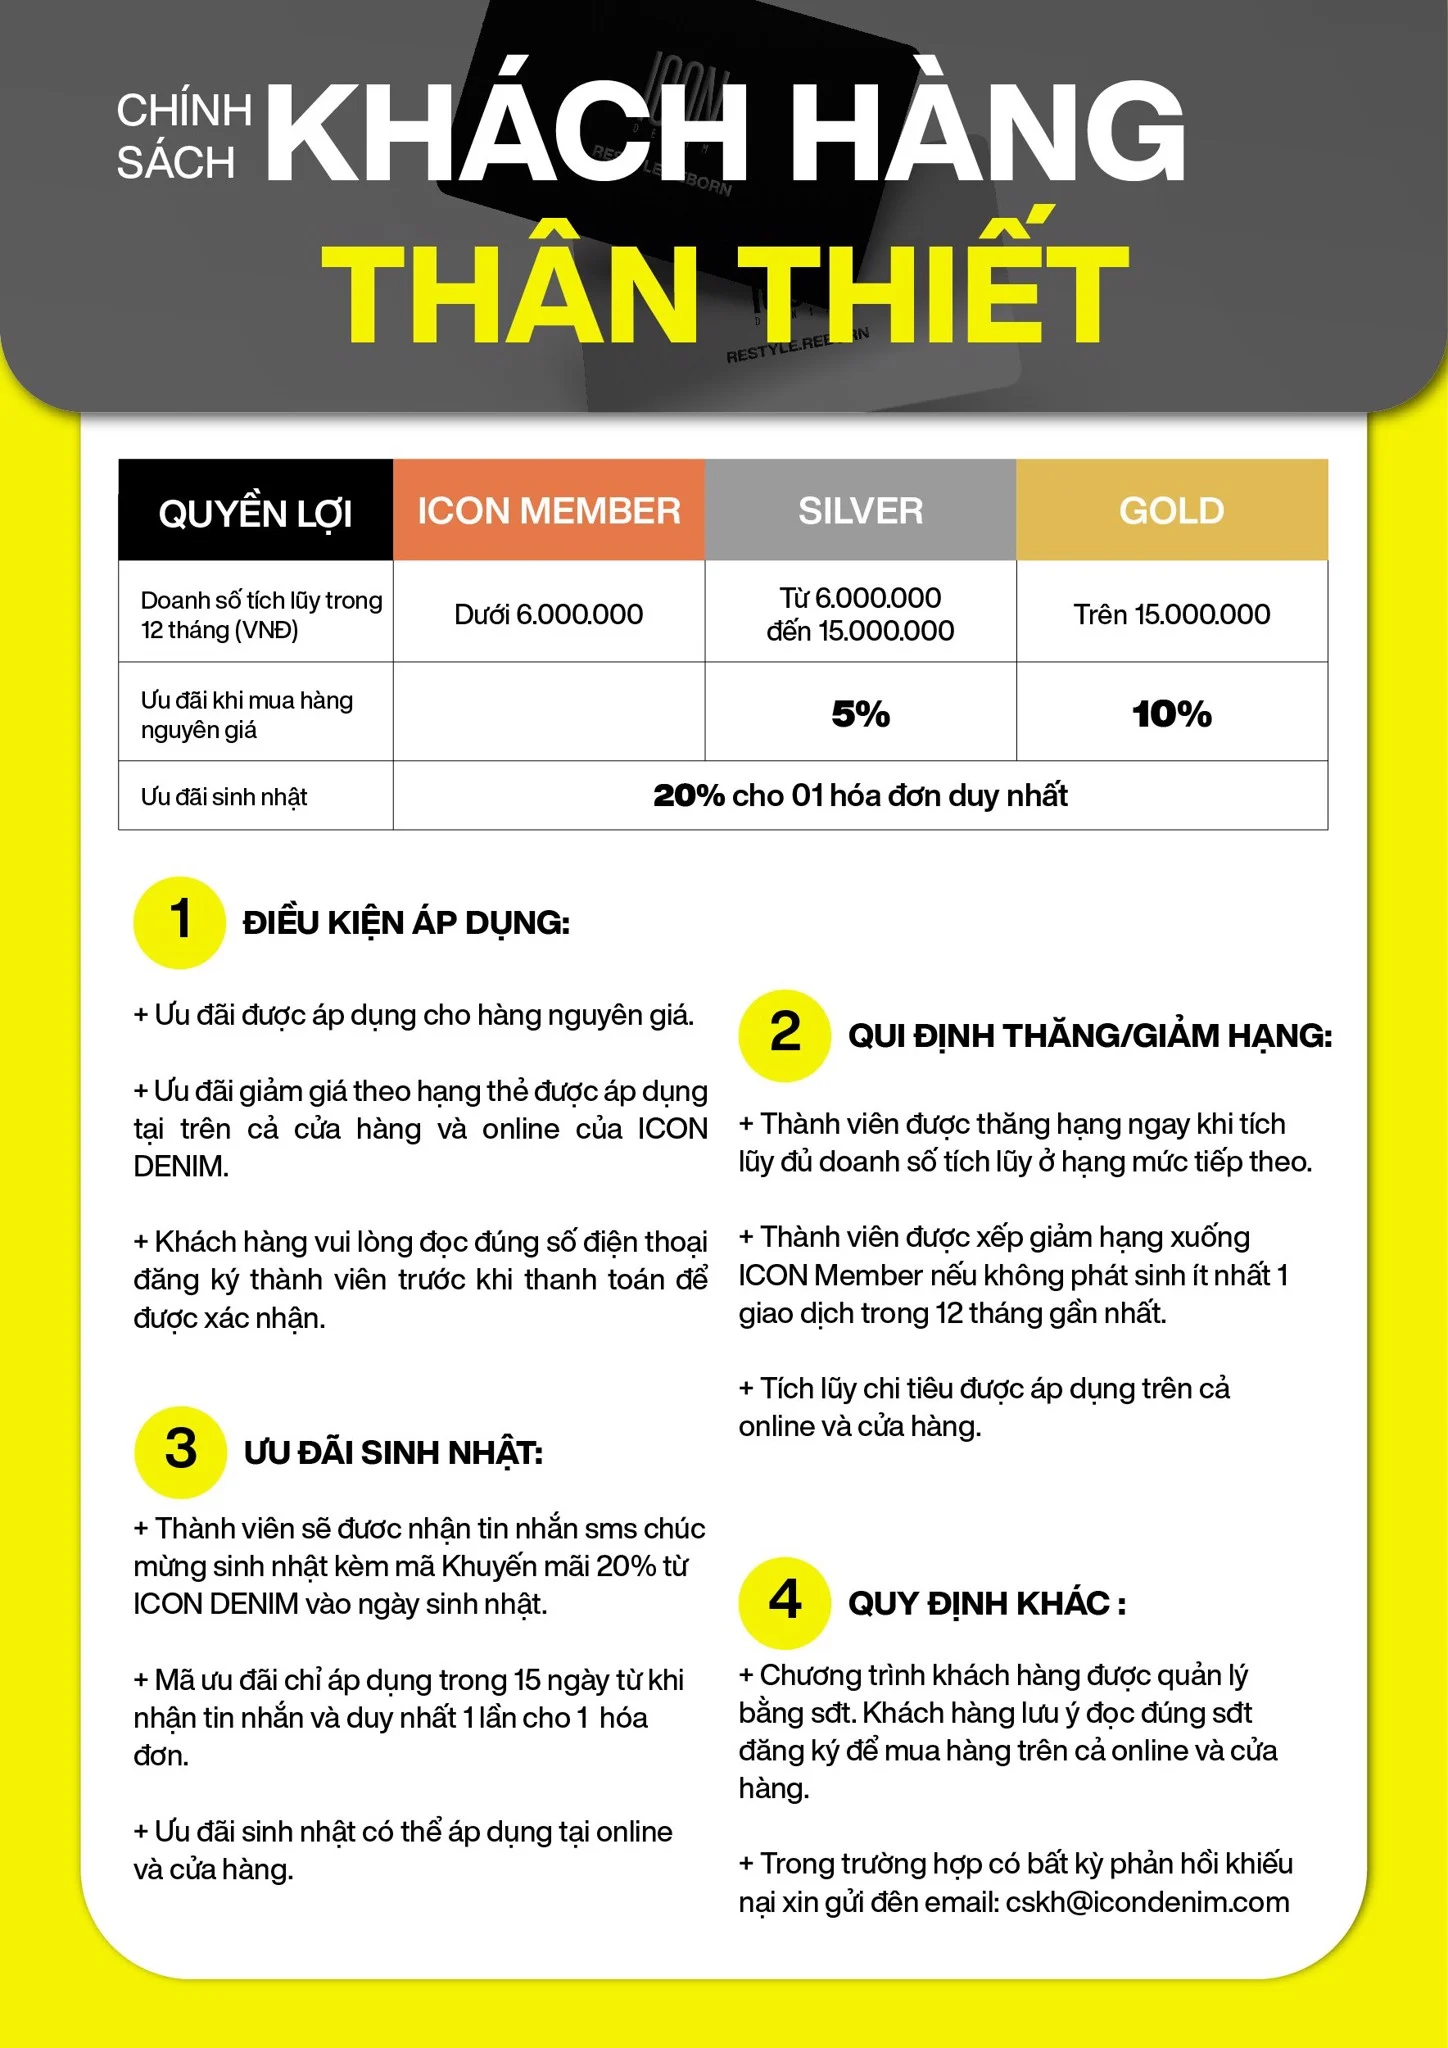 CHÍNH
SÁCH
KHÁCH HÀNG
THÂN THIẾT
ICON
DENIM
RESTYLE.REBORN
RESTYLE.REBORN
QUYỀN LỢI
ICON MEMBER
SILVER
GOLD
Doanh số tích lũy trong
12 tháng (VNĐ)
Dưới 6.000.000
Từ 6.000.000
đến 15.000.000
Trên 15.000.000
Ưu đãi khi mua hàng
nguyên giá
5%
10%
Ưu đãi sinh nhật
20% cho 01 hóa đơn duy nhất
1 ĐIỀU KIỆN ÁP DỤNG:
+ Ưu đãi được áp dụng cho hàng nguyên giá.
+ Ưu đãi giảm giá theo hạng thẻ được áp dụng
tại trên cả cửa hàng và online của ICON
DENIM.
+ Khách hàng vui lòng đọc đúng số điện thoại
đăng ký thành viên trước khi thanh toán để
được xác nhận.
2 QUI ĐỊNH THĂNG/GIẢM HẠNG:
+ Thành viên được thăng hạng ngay khi tích
lũy đủ doanh số tích lũy ở hạng mức tiếp theo.
+ Thành viên được xếp giảm hạng xuống
ICON Member nếu không phát sinh ít nhất 1
giao dịch trong 12 tháng gần nhất.
+ Tích lũy chi tiêu được áp dụng trên cả
online và cửa hàng.
3 ƯU ĐÃI SINH NHẬT:
+ Thành viên sẽ đươc nhận tin nhắn sms chúc
mừng sinh nhật kèm mã Khuyến mãi 20% từ
ICON DENIM vào ngày sinh nhật.
+ Mã ưu đãi chỉ áp dụng trong 15 ngày từ khi
nhận tin nhắn và duy nhất 1 lần cho 1 hóa
đơn.
+ Ưu đãi sinh nhật có thể áp dụng tại online
và cửa hàng.
4 QUY ĐỊNH KHÁC :
+ Chương trình khách hàng được quản lý
bằng sđt. Khách hàng lưu ý đọc đúng sđt
đăng ký để mua hàng trên cả online và cửa
hàng.
+ Trong trường hợp có bất kỳ phản hồi khiếu
nại xin gửi đên email: cskh@icondenim.com